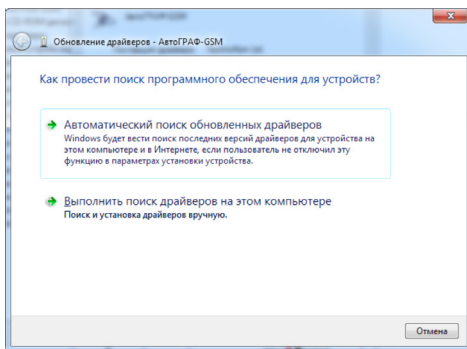 Обновление драйверов - АвтоГРАФ-GSM
Как провести поиск программного обеспечения для устройств?
Автоматический поиск обновленных драйверов
Windows будет вести поиск последних версий драйверов для устройства на
этом компьютере и в Интернете, если пользователь не отключил эту
функцию в параметрах установки устройства.
Выполнить поиск драйверов на этом компьютере
Поиск и установка драйверов вручную.
Отмена